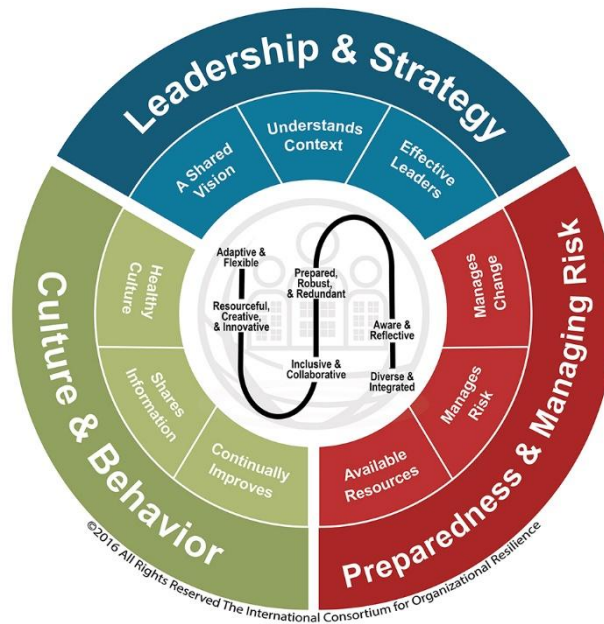 Leadership & Strategy
A Shared
Vision
Understands
Context
Effective
Leaders
Culture & Behavior
Healthy
Culture
Shares
Information
Continually
Improves
Preparedness & Managing Risk
Manages
Change
Manages
Risk
Available
Resources
Adaptive &
Flexible
Resourceful,
Creative,
& Innovative
Prepared,
Robust,
& Redundant
Inclusive &
Collaborative
Aware &
Reflective
Diverse &
Integrated
©2016 All Rights Reserved The International Consortium for Organizational Resilience